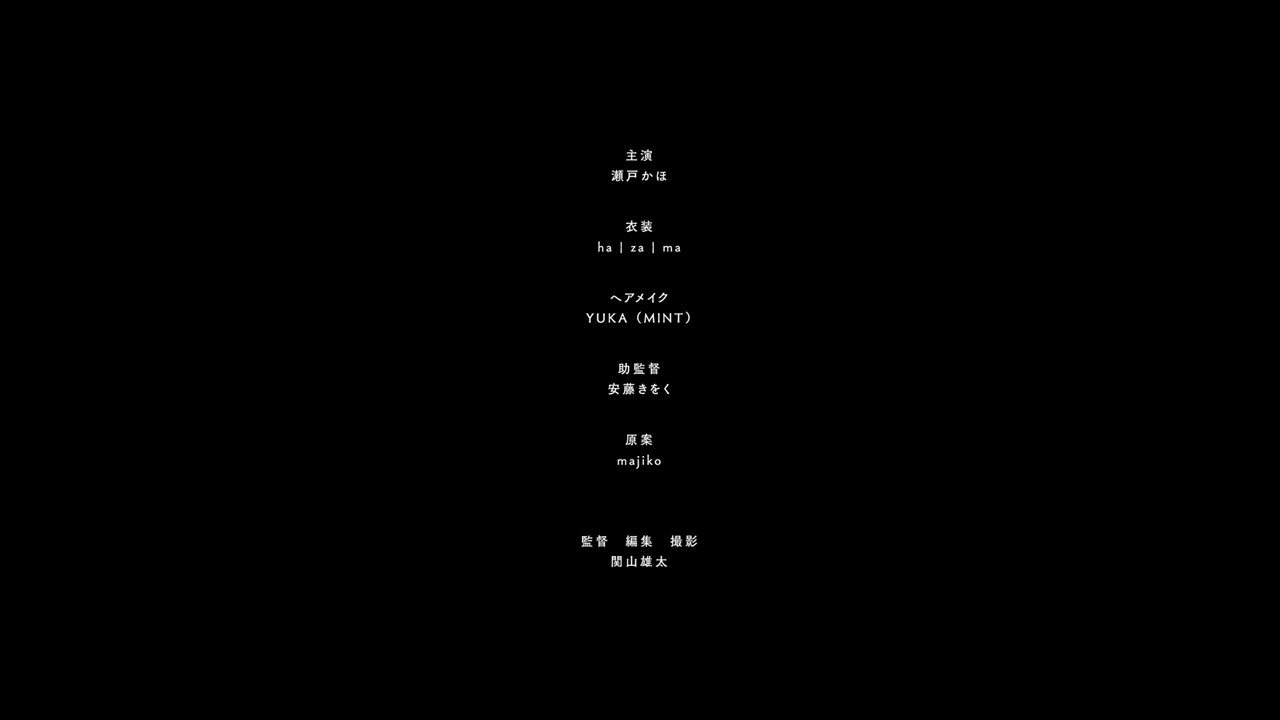 主演
瀬戸かほ
衣装
ha | za | ma
ヘアメイク
YUKA（MINT）
助監督
安藤きをく
原案
majiko
監督　編集　撮影
関山雄太